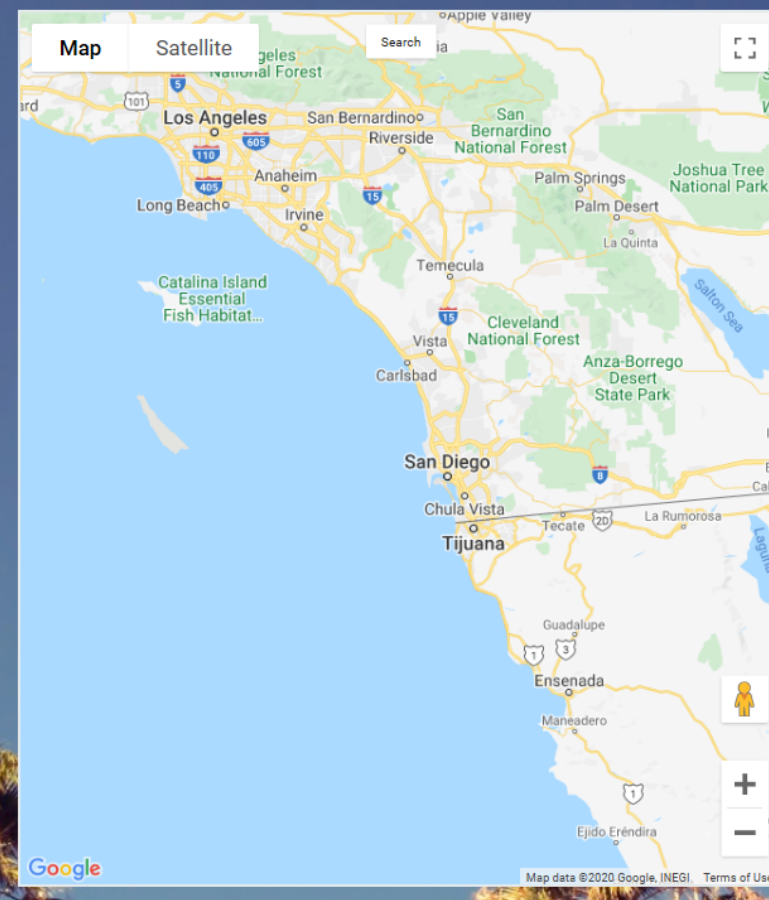 Apple Valley
Map
Satellite
Search
ia
geles
National Forest
5
101
ard
Los Angeles
San Bernardino
605
San
Bernardino
National Forest
Riverside
110
Joshua Tree
National Park
Anaheim
405
15
Palm Springs
Long Beach
Irvine
Palm Desert
La Quinta
Temecula
Catalina Island
Essential
Fish Habitat...
Salton Sea
15
Cleveland
National Forest
Vista
Carlsbad
Anza-Borrego
Desert
State Park
San Diego
8
Cal
Chula Vista
Tecate
2D
La Rumorosa
Tijuana
Lagun
Guadalupe
1
3
Ensenada
Maneadero
1
Ejido Eréndira
Google
Map data ©2020 Google, INEGI
Terms of Use